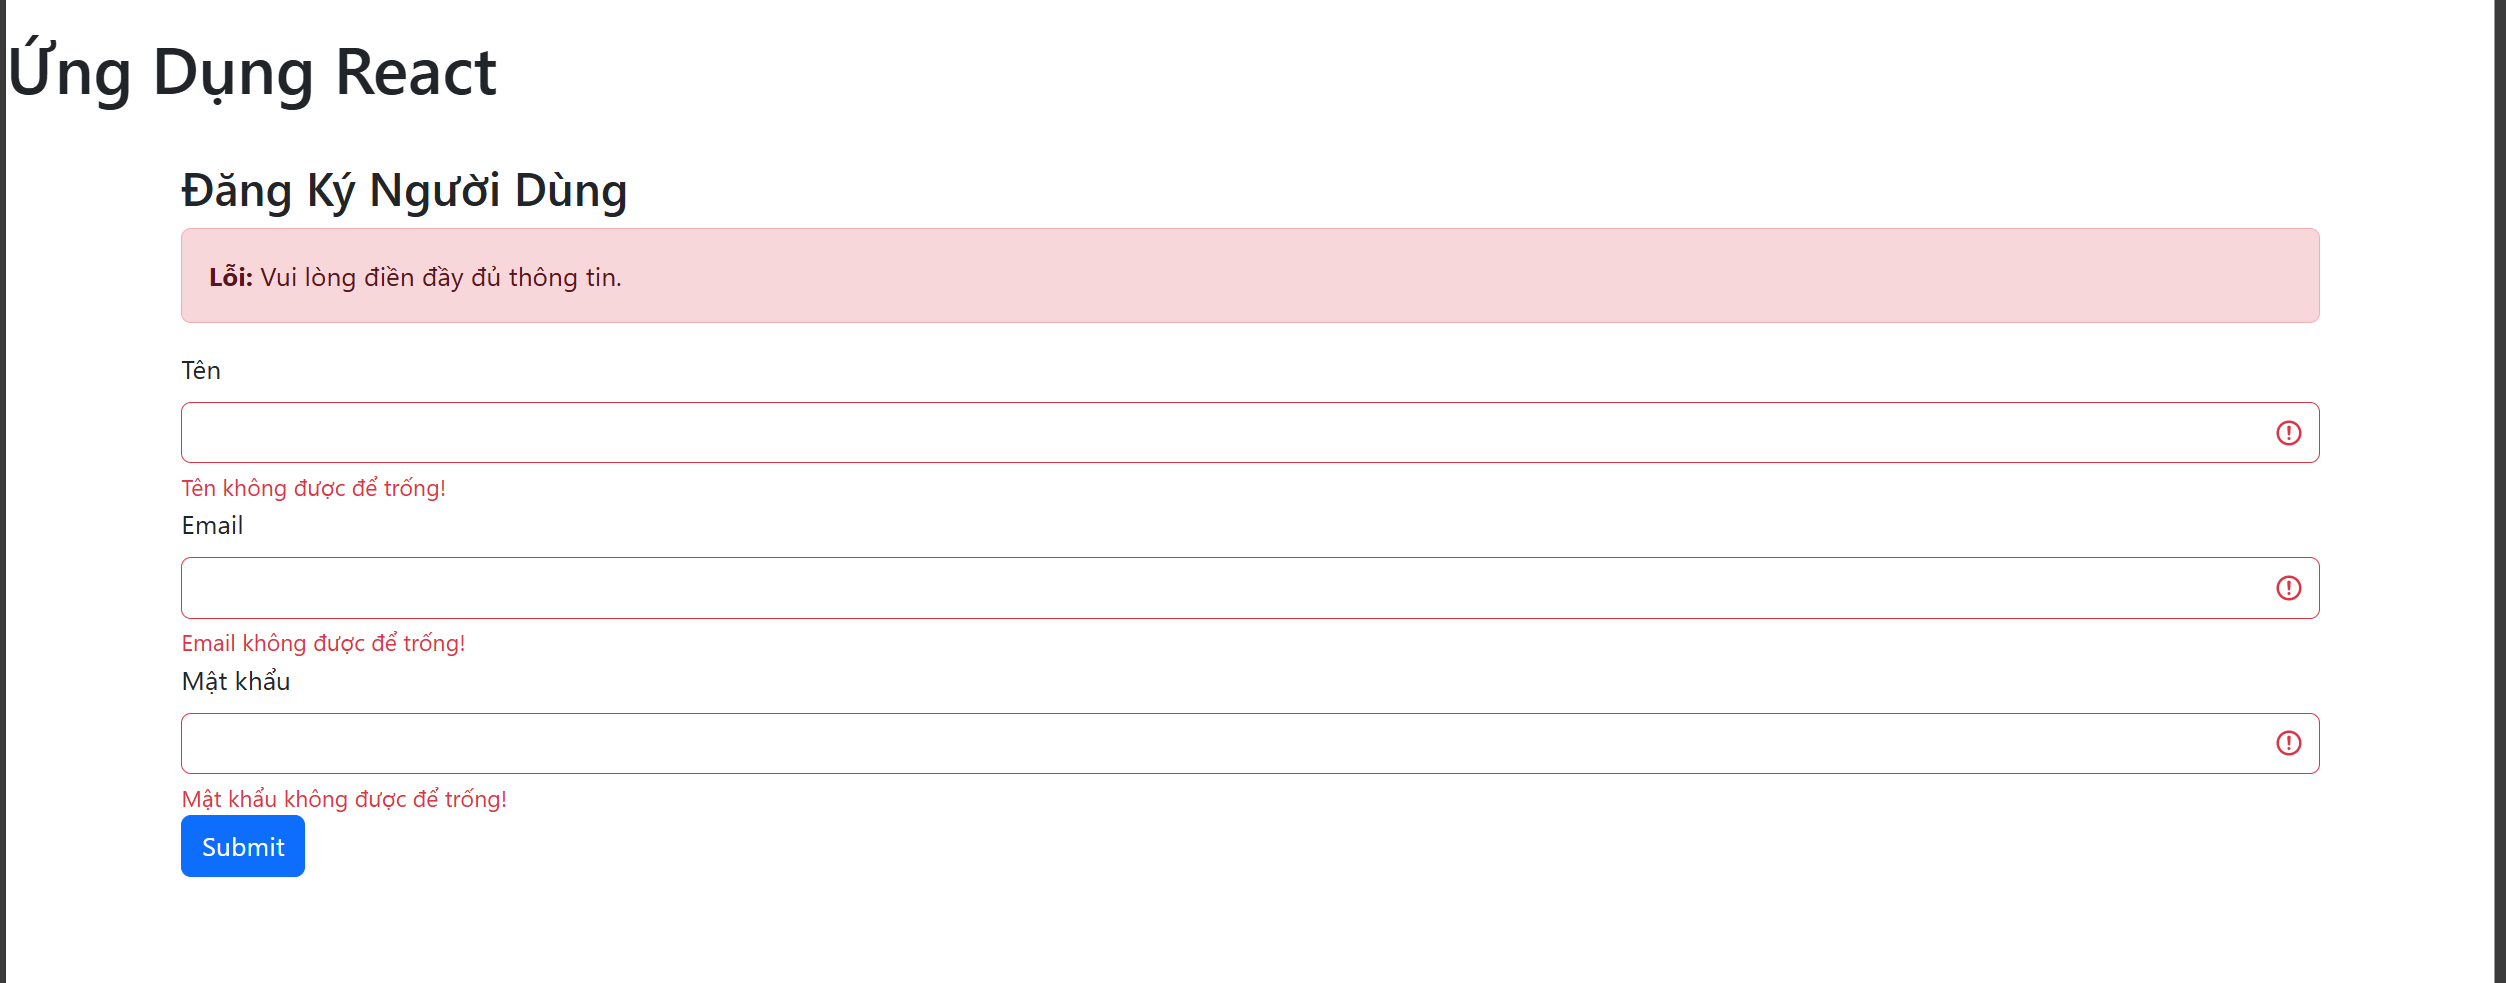 Ứng Dụng React
Đăng Ký Người Dùng
Lỗi: Vui lòng điền đầy đủ thông tin.
Tên
Tên không được để trống!
Email
Email không được để trống!
Mật khẩu
Mật khẩu không được để trống!
Submit